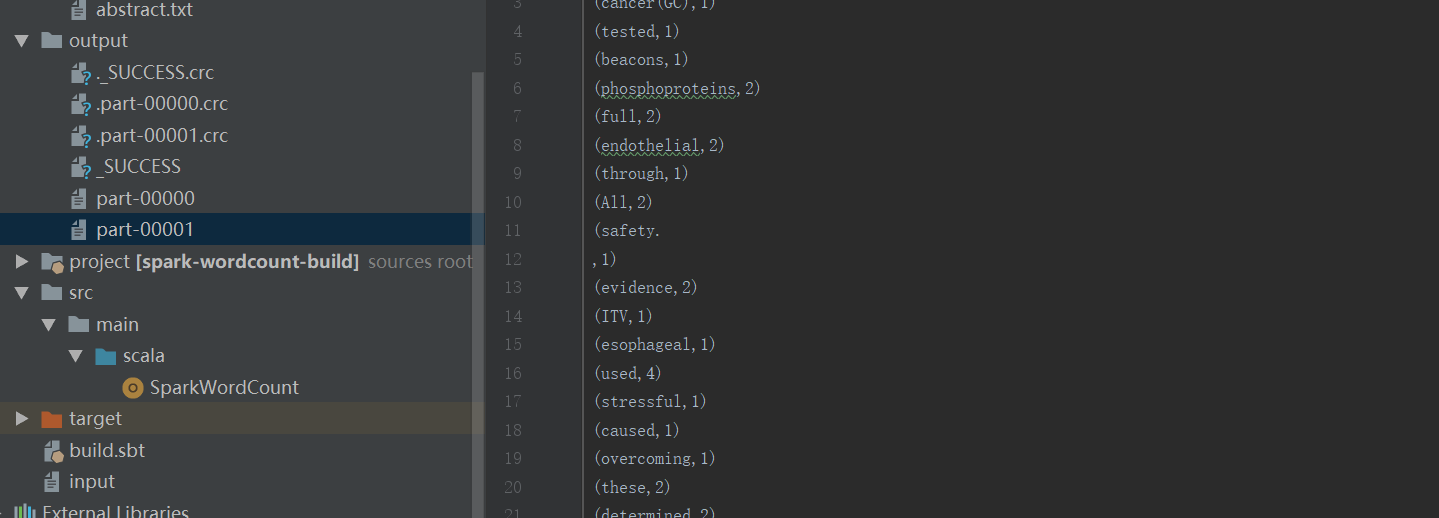 abstract.txt
output
._SUCCESS.crc
.part-00000.crc
.part-00001.crc
_SUCCESS
part-00000
part-00001
project [spark-wordcount-build] sources root
src
main
scala
SparkWordCount
target
build.sbt
input
External Libraries
3 (cancer(GC),1)
4 (tested,1)
5 (beacons,1)
6 (phosphoproteins,2)
7 (full,2)
8 (endothelial,2)
9 (through,1)
10 (All,2)
11 (safety.
12 ,1)
13 (evidence,2)
14 (ITV,1)
15 (esophageal,1)
16 (used,4)
17 (stressful,1)
18 (caused,1)
19 (overcoming,1)
20 (these,2)
21 (determined,2)